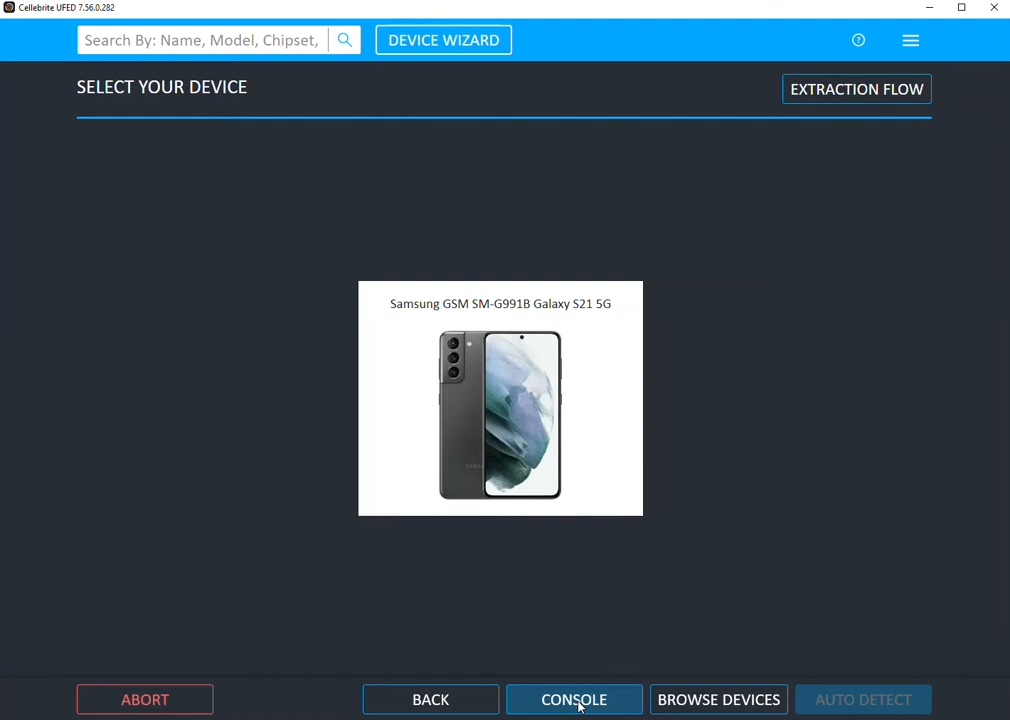 Cellebrite UFED 7.56.0.282
Search By: Name, Model, Chipset,
DEVICE WIZARD
?
SELECT YOUR DEVICE
EXTRACTION FLOW
Samsung GSM SM-G991B Galaxy S21 5G
SAMSUNG
ABORT
BACK
CONSOLE
BROWSE DEVICES
AUTO DETECT